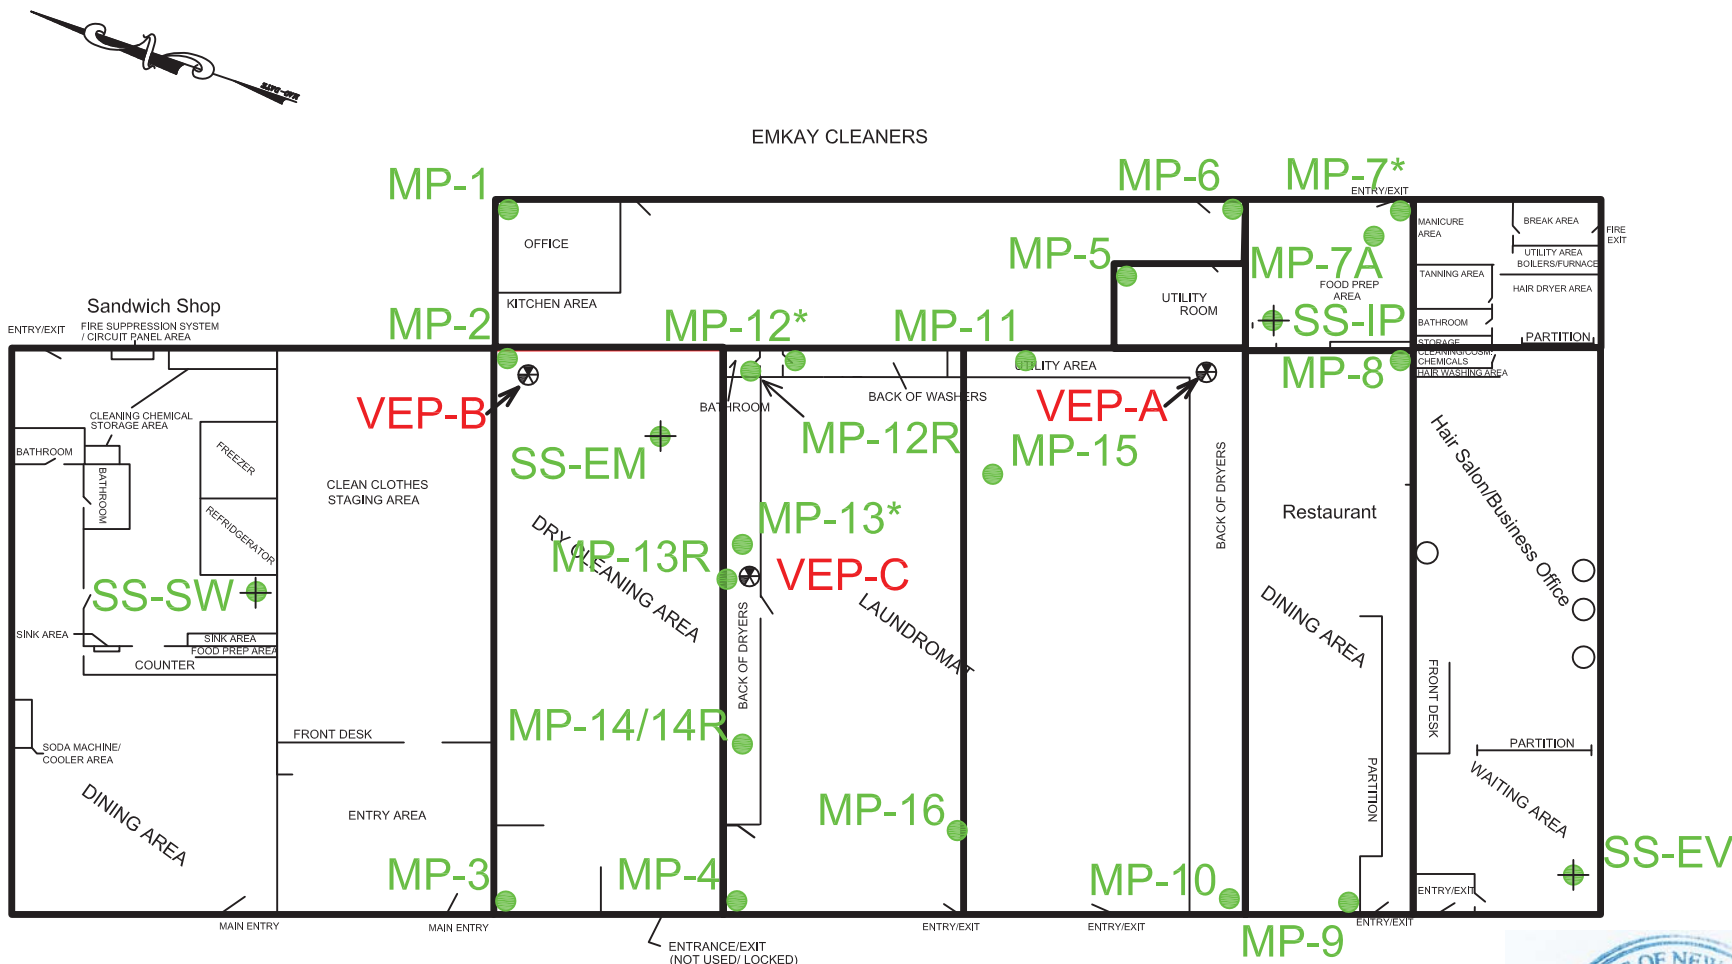 EMKAY CLEANERS
MP-1
MP-6
MP-7*
ENTRY/EXIT
MANICURE
AREA
BREAK AREA
FIRE
EXIT
OFFICE
MP-5
MP-7A
UTILITY AREA
BOILERS/FURNACE
TANNING AREA
FOOD PREP
AREA
HAIR DRYER AREA
UTILITY
ROOM
KITCHEN AREA
Sandwich Shop
FIRE SUPPRESSION SYSTEM
/ CIRCUIT PANEL AREA
ENTRY/EXIT
MP-2
MP-12*
MP-11
SS-IP
BATHROOM
PARTITION
STORAGE
CLEANING/COSM.
CHEMICALS
HAIR WASHING AREA
UTILITY AREA
MP-8
VEP-B
BATHROOM
BACK OF WASHERS
VEP-A
CLEANING CHEMICAL
STORAGE AREA
BATHROOM
BATHROOM
FREEZER
SS-EM
MP-12R
MP-15
BACK OF DRYERS
Hair Salon/Business Office
CLEAN CLOTHES
STAGING AREA
REFRIDGERATOR
DRY CLEANING AREA
MP-13*
Restaurant
MP-13R
VEP-C
SS-SW
LAUNDROMAT
DINING AREA
BACK OF DRYERS
SINK AREA
SINK AREA
FOOD PREP AREA
COUNTER
FRONT DESK
MP-14/14R
FRONT DESK
PARTITION
SODA MACHINE/
COOLER AREA
DINING AREA
PARTITION
WAITING AREA
ENTRY AREA
MP-16
SS-EV
MP-3
MP-4
MP-10
ENTRY/EXIT
MAIN ENTRY
MAIN ENTRY
ENTRY/EXIT
ENTRY/EXIT
ENTRY/EXIT
MP-9
ENTRANCE/EXIT
(NOT USED/ LOCKED)
OF NEW